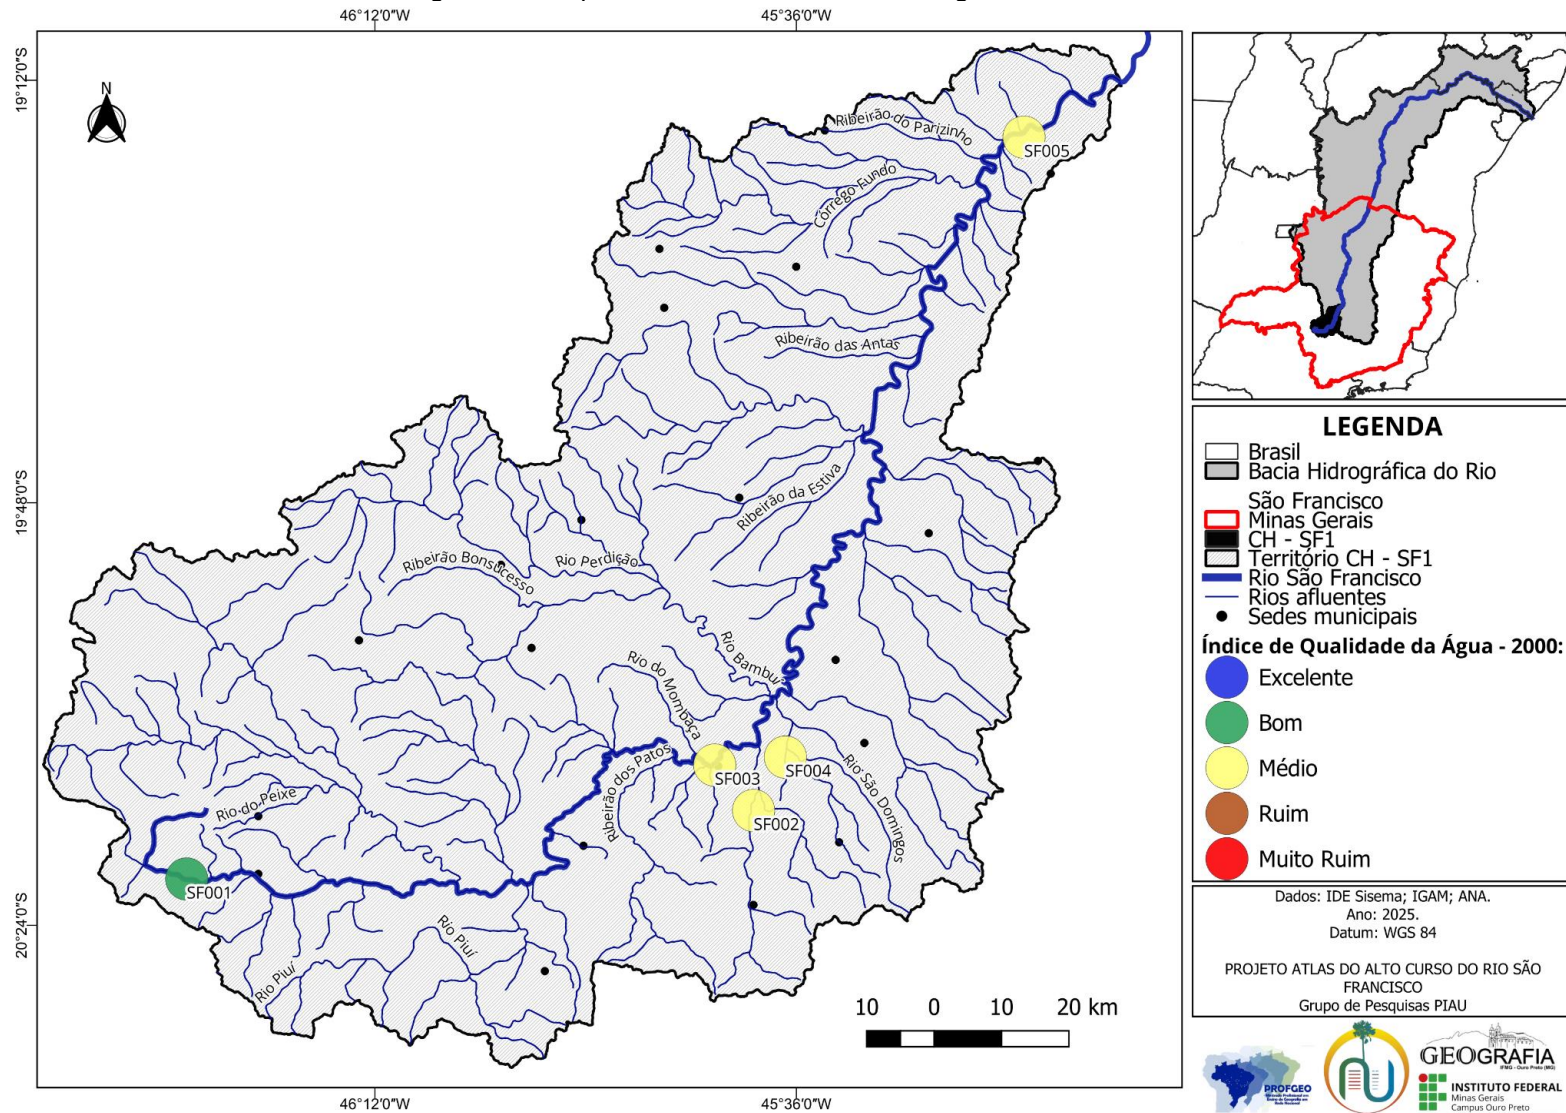 46°12'0"W
45°36'0"W
19°12'0"S
19°48'0"S
20°24'0"S
N
Ribeirão do Parizinho
SF005
Córrego Fundo
Ribeirão das Antas
Ribeirão da Estiva
Ribeirão Bonsucesso
Rio Perdição
Rio Bambuí
Rio do Mombaça
Ribeirão dos Patos
SF003
SF004
SF002
Rio São Domingos
Rio do Peixe
SF001
Rio Piuí
Rio Piuí
10 0 10 20 km
46°12'0"W
45°36'0"W
LEGENDA
Brasil
Bacia Hidrográfica do Rio
São Francisco
Minas Gerais
CH - SF1
Território CH - SF1
Rio São Francisco
Rios afluentes
Sedes municipais
Índice de Qualidade da Água - 2000:
Excelente
Bom
Médio
Ruim
Muito Ruim
Dados: IDE Sisema; IGAM; ANA.
Ano: 2025.
Datum: WGS 84
PROJETO ATLAS DO ALTO CURSO DO RIO SÃO
FRANCISCO
Grupo de Pesquisas PIAU
PROFGEO
GEOGRAFIA
IFMG - Ouro Preto (MG)
INSTITUTO FEDERAL
Minas Gerais
Campus Ouro Preto